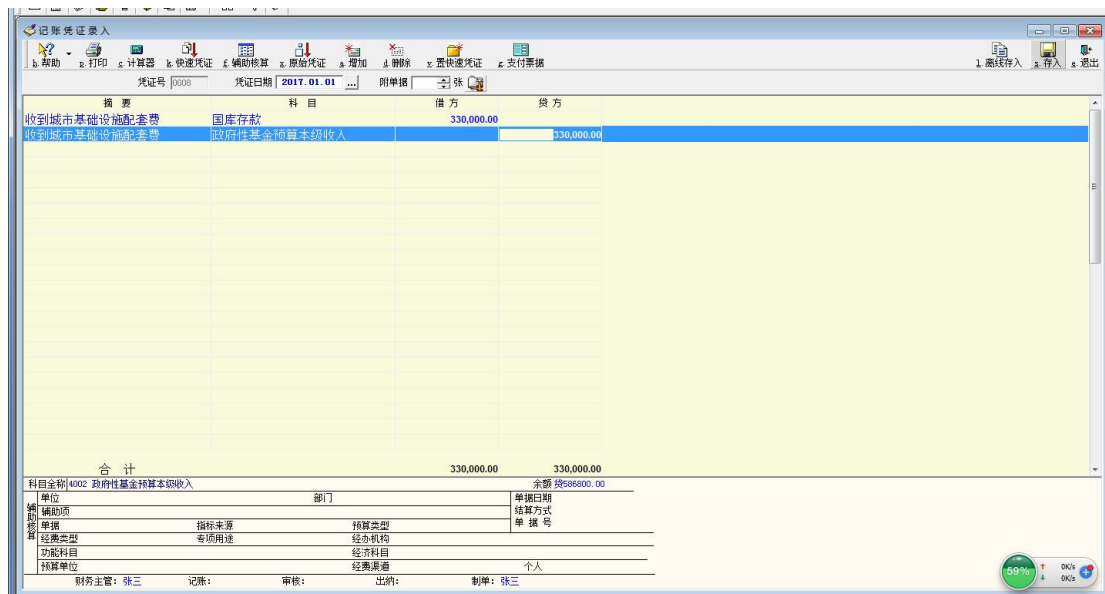 记账凭证录入
h.帮助 p.打印 c.计算器 k.快速凭证 f.辅助核算 x.原始凭证 a.增加 d.删除 y.置快速凭证 g.支付票据 l.离线存入 s.存入 e.退出
凭证号 0008 凭证日期 2017.01.01 ... 附单据 张
摘 要 科 目 借 方 贷 方
收到城市基础设施配套费 国库存款 330,000.00
收到城市基础设施配套费 政府性基金预算本级收入 330,000.00
合 计 330,000.00 330,000.00
科目全称 4002 政府性基金预算本级收入 余额 贷586800.00
辅助核算
单位 部门 单据日期
辅助项 结算方式
单据 指标来源 预算类型 单 据 号
经费类型 专项用途 经办机构
功能科目 经济科目
预算单位 经费渠道 个人
财务主管: 张三 记账: 审核: 出纳: 制单: 张三
59% 0K/s
0K/s